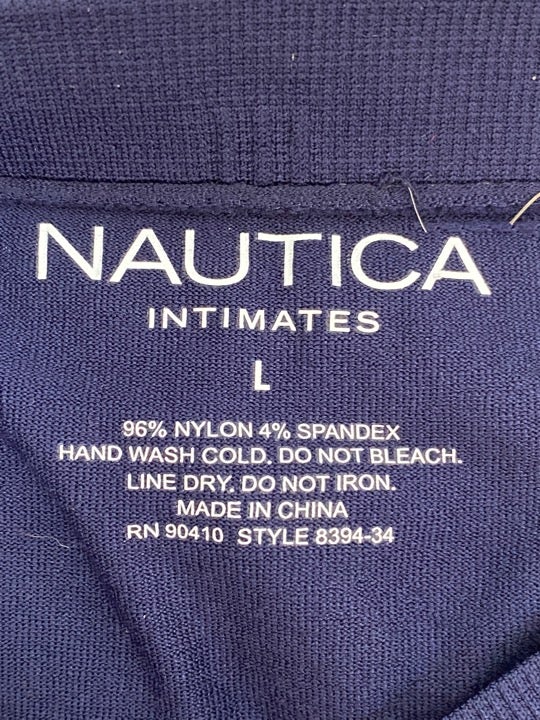 NAUTICA
INTIMATES
L
96% NYLON 4% SPANDEX
HAND WASH COLD. DO NOT BLEACH.
LINE DRY. DO NOT IRON.
MADE IN CHINA
RN 90410 STYLE 8394-34